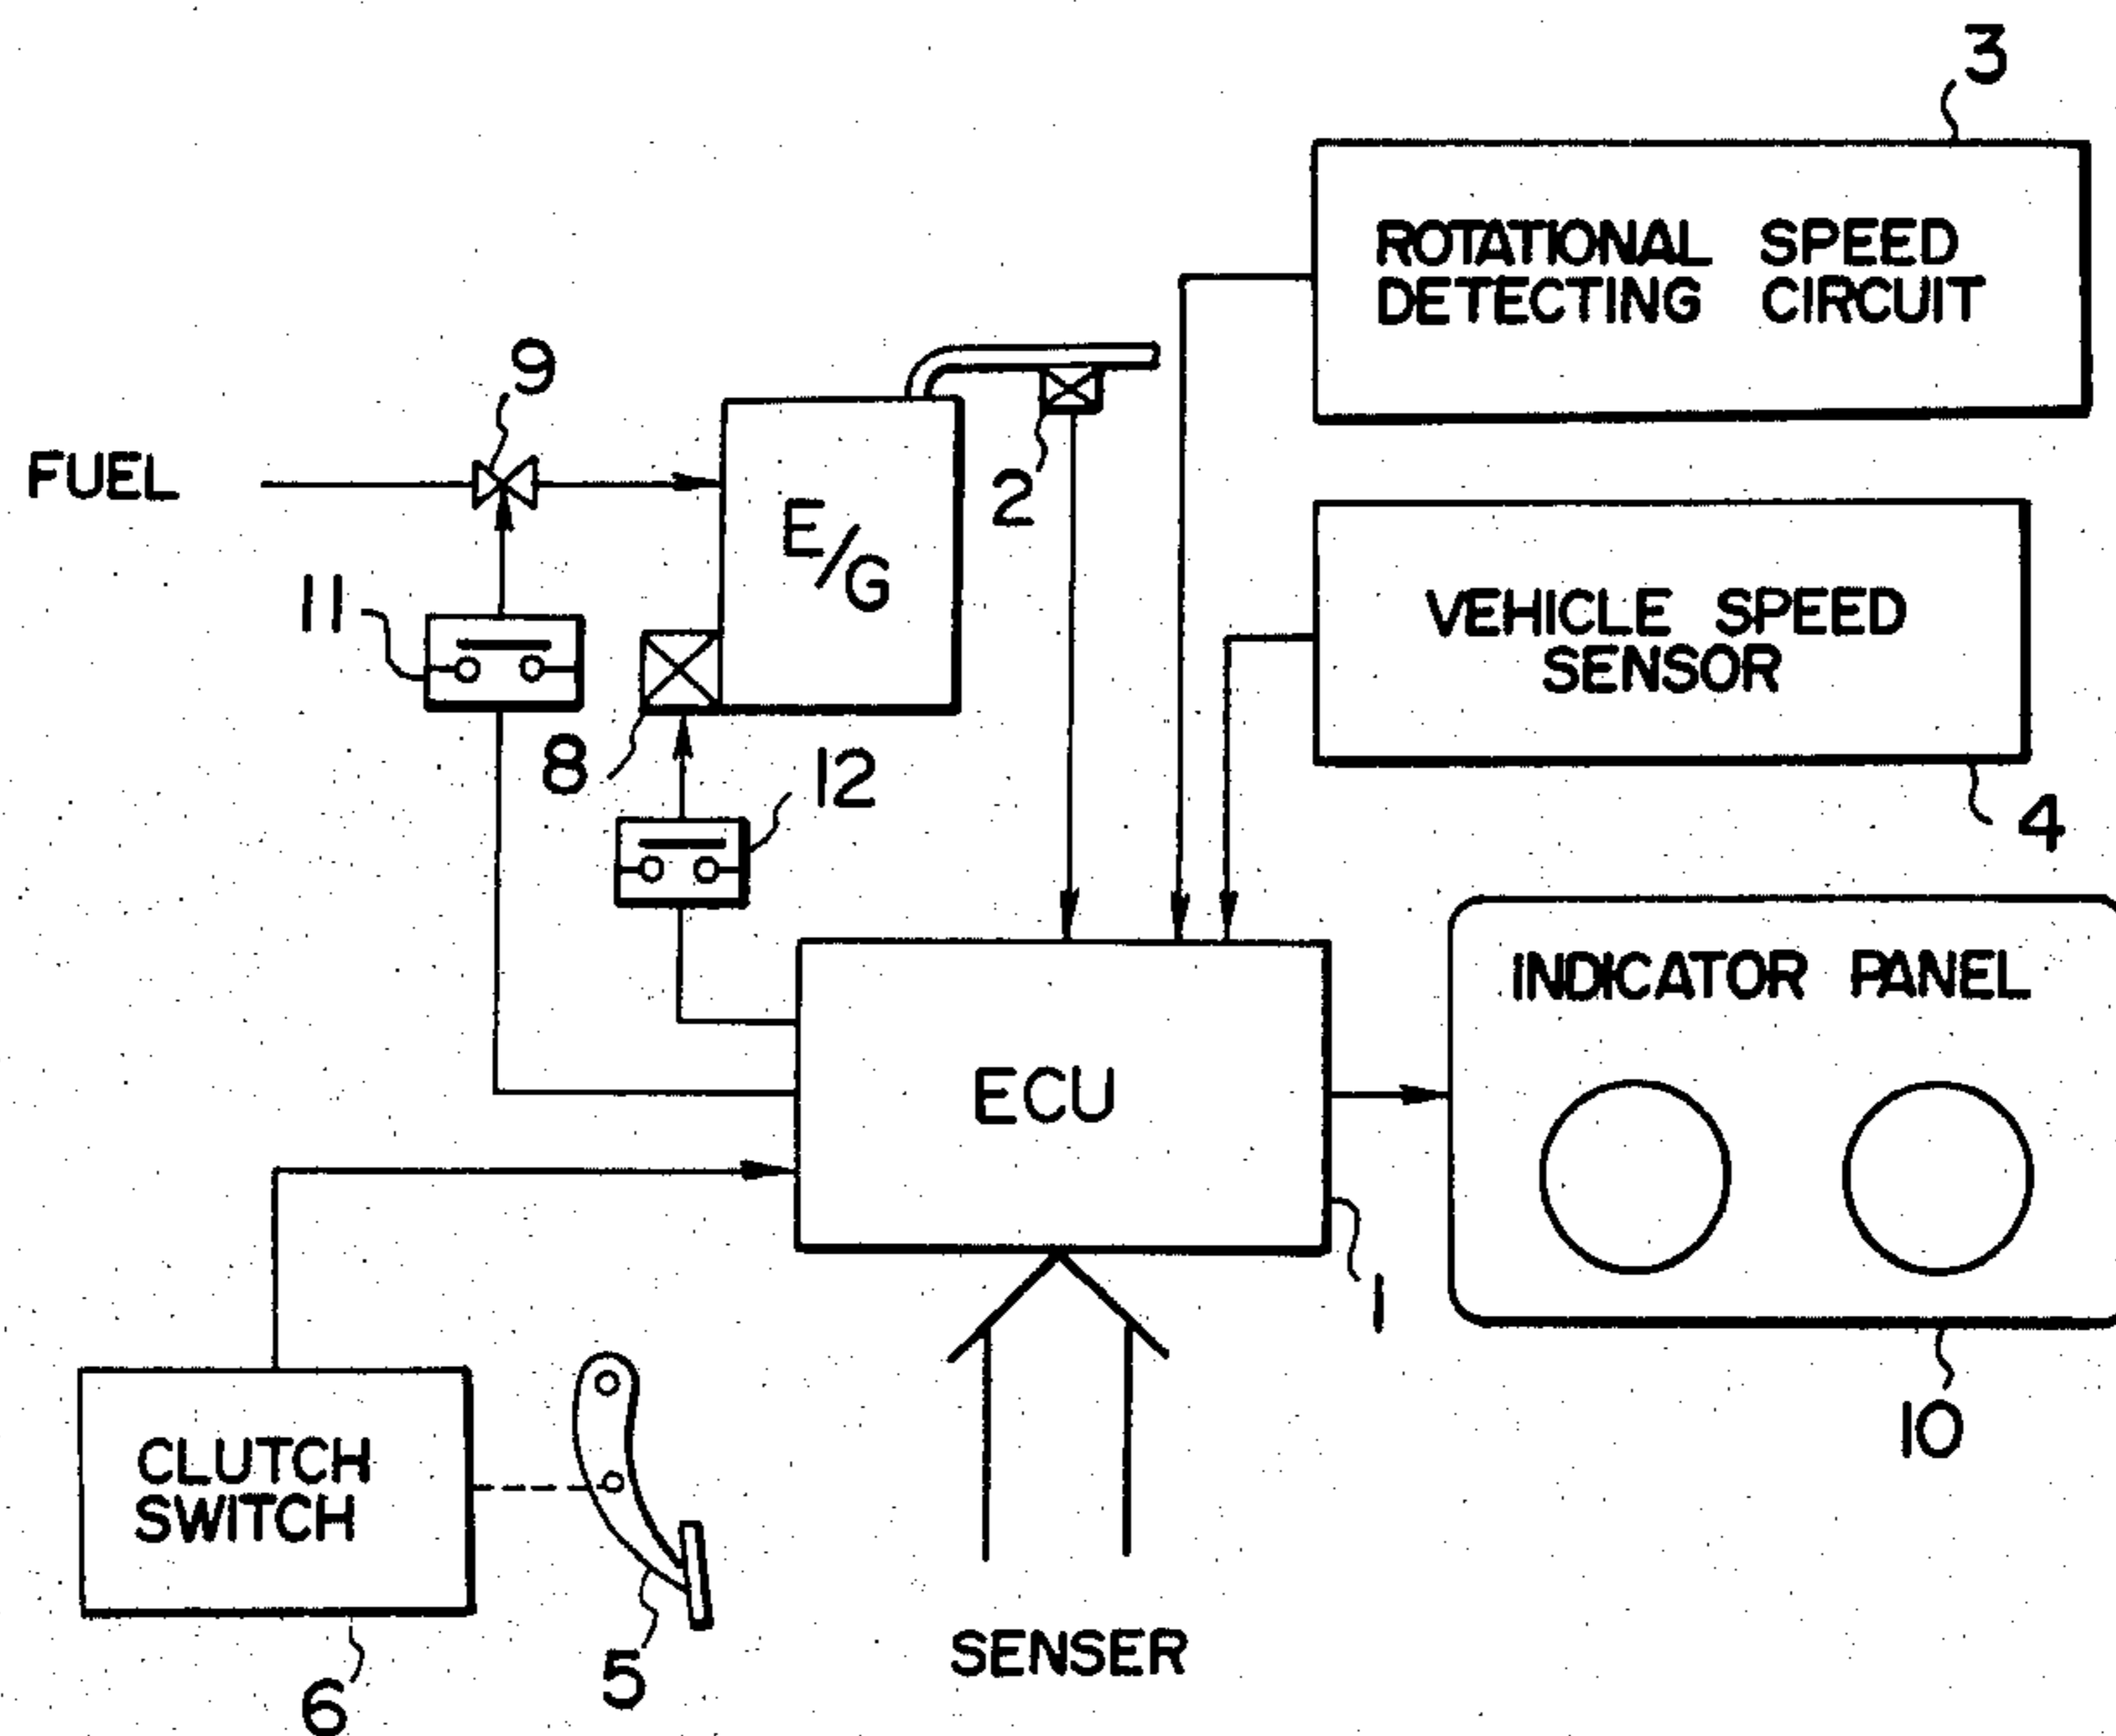 3
ROTATIONAL SPEED
DETECTING CIRCUIT
9
FUEL
2
E/G
11
VEHICLE SPEED
SENSOR
8
12
4
INDICATOR PANEL
ECU
1
10
CLUTCH
SWITCH
5
SENSER
6